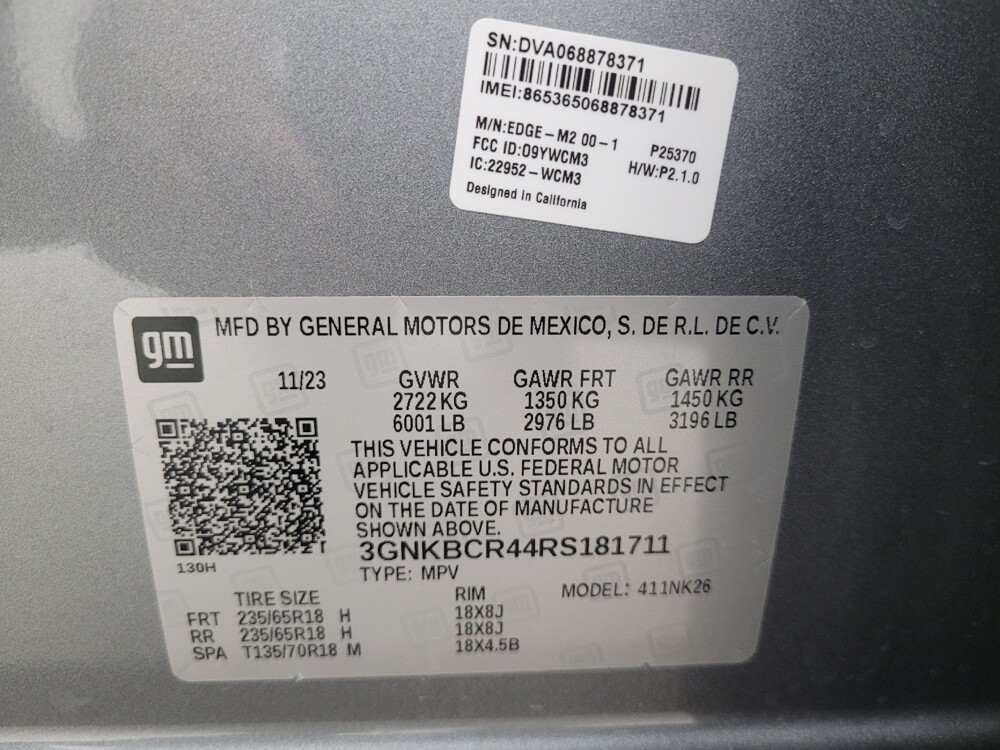 SN:DVA068878371
IMEI:865365068878371
M/N:EDGE-M2 00-1 P25370
FCC ID:O9YWCM3 H/W:P2.1.0
IC:22952-WCM3
Designed in California
gm MFD BY GENERAL MOTORS DE MEXICO, S. DE R.L. DE C.V.
11/23 GVWR GAWR FRT GAWR RR
2722 KG 1350 KG 1450 KG
6001 LB 2976 LB 3196 LB
THIS VEHICLE CONFORMS TO ALL
APPLICABLE U.S. FEDERAL MOTOR
VEHICLE SAFETY STANDARDS IN EFFECT
ON THE DATE OF MANUFACTURE
SHOWN ABOVE.
3GNKBCR44RS181711
130H
TYPE: MPV
TIRE SIZE RIM MODEL: 411NK26
FRT 235/65R18 H 18X8J
RR 235/65R18 H 18X8J
SPA T135/70R18 M 18X4.5B